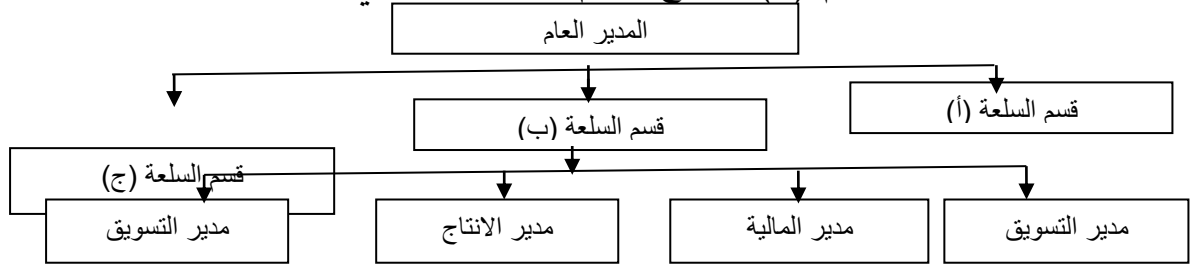 المدير العام
قسم السلعة (أ)
قسم السلعة (ب)
قسم السلعة (ج)
مدير التسويق
مدير المالية
مدير الانتاج
مدير التسويق